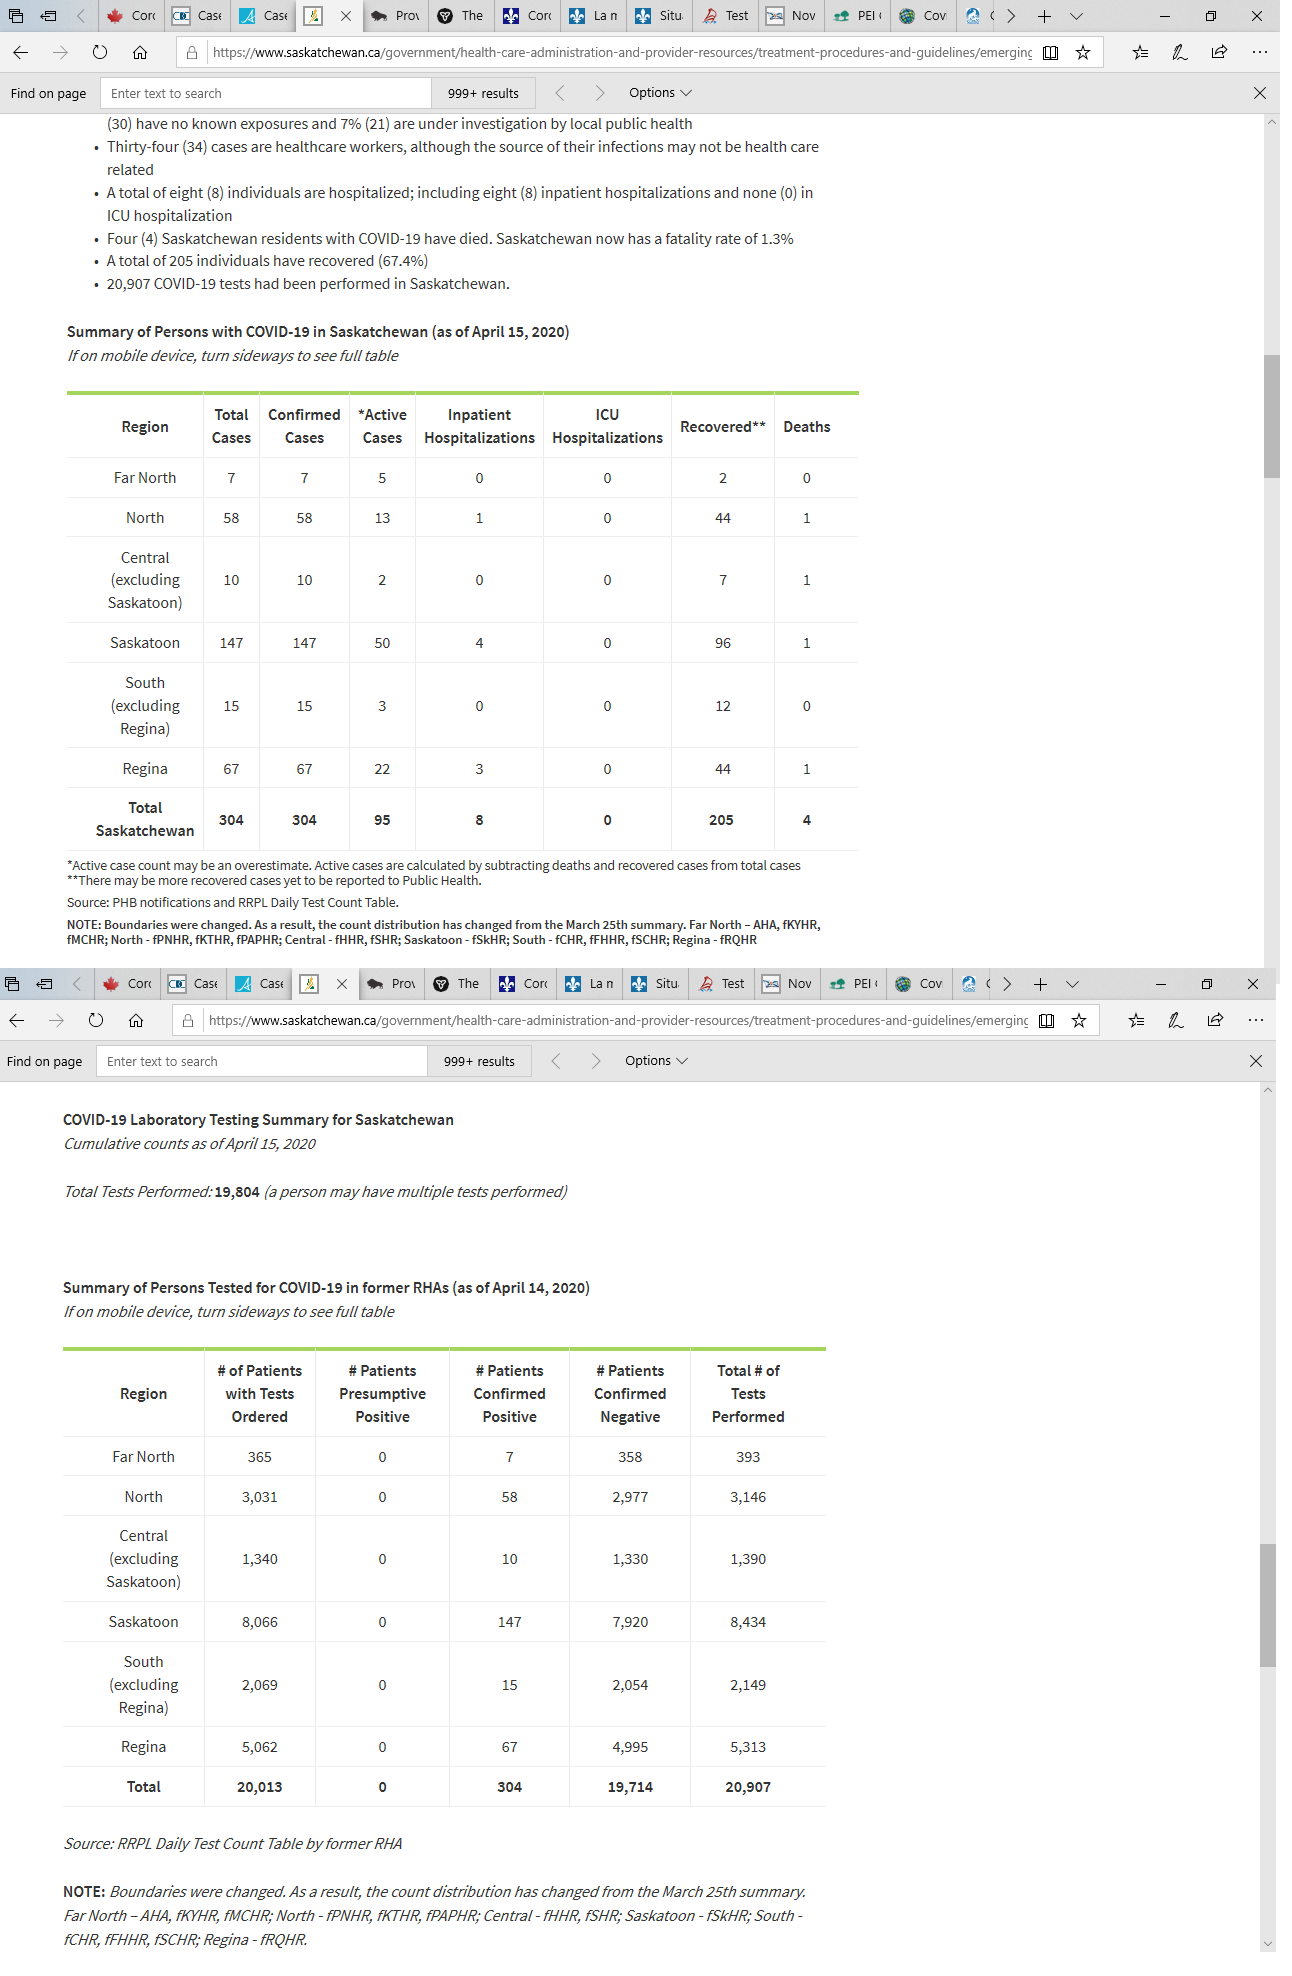 Corc
Case
Case
Prov
The
Corc
La n
Situ
Test
Nov
PEI
Cov
https://www.saskatchewan.ca/government/health-care-administration-and-provider-resources/treatment-procedures-and-guidelines/emerging
Find on page
Enter text to search
999+ results
Options
(30) have no known exposures and 7% (21) are under investigation by local public health
• Thirty-four (34) cases are healthcare workers, although the source of their infections may not be health care
related
• A total of eight (8) individuals are hospitalized; including eight (8) inpatient hospitalizations and none (0) in
ICU hospitalization
• Four (4) Saskatchewan residents with COVID-19 have died. Saskatchewan now has a fatality rate of 1.3%
• A total of 205 individuals have recovered (67.4%)
• 20,907 COVID-19 tests had been performed in Saskatchewan.
Summary of Persons with COVID-19 in Saskatchewan (as of April 15, 2020)
If on mobile device, turn sideways to see full table
Region Total Cases Confirmed Cases *Active Cases Inpatient Hospitalizations ICU Hospitalizations Recovered** Deaths
Far North 7 7 5 0 0 2 0
North 58 58 13 1 0 44 1
Central (excluding Saskatoon) 10 10 2 0 0 7 1
Saskatoon 147 147 50 4 0 96 1
South (excluding Regina) 15 15 3 0 0 12 0
Regina 67 67 22 3 0 44 1
Total Saskatchewan 304 304 95 8 0 205 4
*Active case count may be an overestimate. Active cases are calculated by subtracting deaths and recovered cases from total cases
**There may be more recovered cases yet to be reported to Public Health.
Source: PHB notifications and RRPL Daily Test Count Table.
NOTE: Boundaries were changed. As a result, the count distribution has changed from the March 25th summary. Far North – AHA, fKYHR,
fMCHR; North - fPNHR, fKTHR, fPAPHR; Central - fHHR, fSHR; Saskatoon - fSkHR; South - fCHR, fFHHR, fSCHR; Regina - fRQHR
Corc
Case
Case
Prov
The
Corc
La n
Situ
Test
Nov
PEI
Cov
https://www.saskatchewan.ca/government/health-care-administration-and-provider-resources/treatment-procedures-and-guidelines/emerging
Find on page
Enter text to search
999+ results
Options
COVID-19 Laboratory Testing Summary for Saskatchewan
Cumulative counts as of April 15, 2020
Total Tests Performed: 19,804 (a person may have multiple tests performed)
Summary of Persons Tested for COVID-19 in former RHAs (as of April 14, 2020)
If on mobile device, turn sideways to see full table
Region # of Patients with Tests Ordered # Patients Presumptive Positive # Patients Confirmed Positive # Patients Confirmed Negative Total # of Tests Performed
Far North 365 0 7 358 393
North 3,031 0 58 2,977 3,146
Central (excluding Saskatoon) 1,340 0 10 1,330 1,390
Saskatoon 8,066 0 147 7,920 8,434
South (excluding Regina) 2,069 0 15 2,054 2,149
Regina 5,062 0 67 4,995 5,313
Total 20,013 0 304 19,714 20,907
Source: RRPL Daily Test Count Table by former RHA
NOTE: Boundaries were changed. As a result, the count distribution has changed from the March 25th summary.
Far North – AHA, fKYHR, fMCHR; North - fPNHR, fKTHR, fPAPHR; Central - fHHR, fSHR; Saskatoon - fSkHR; South -
fCHR, fFHHR, fSCHR; Regina - fRQHR.